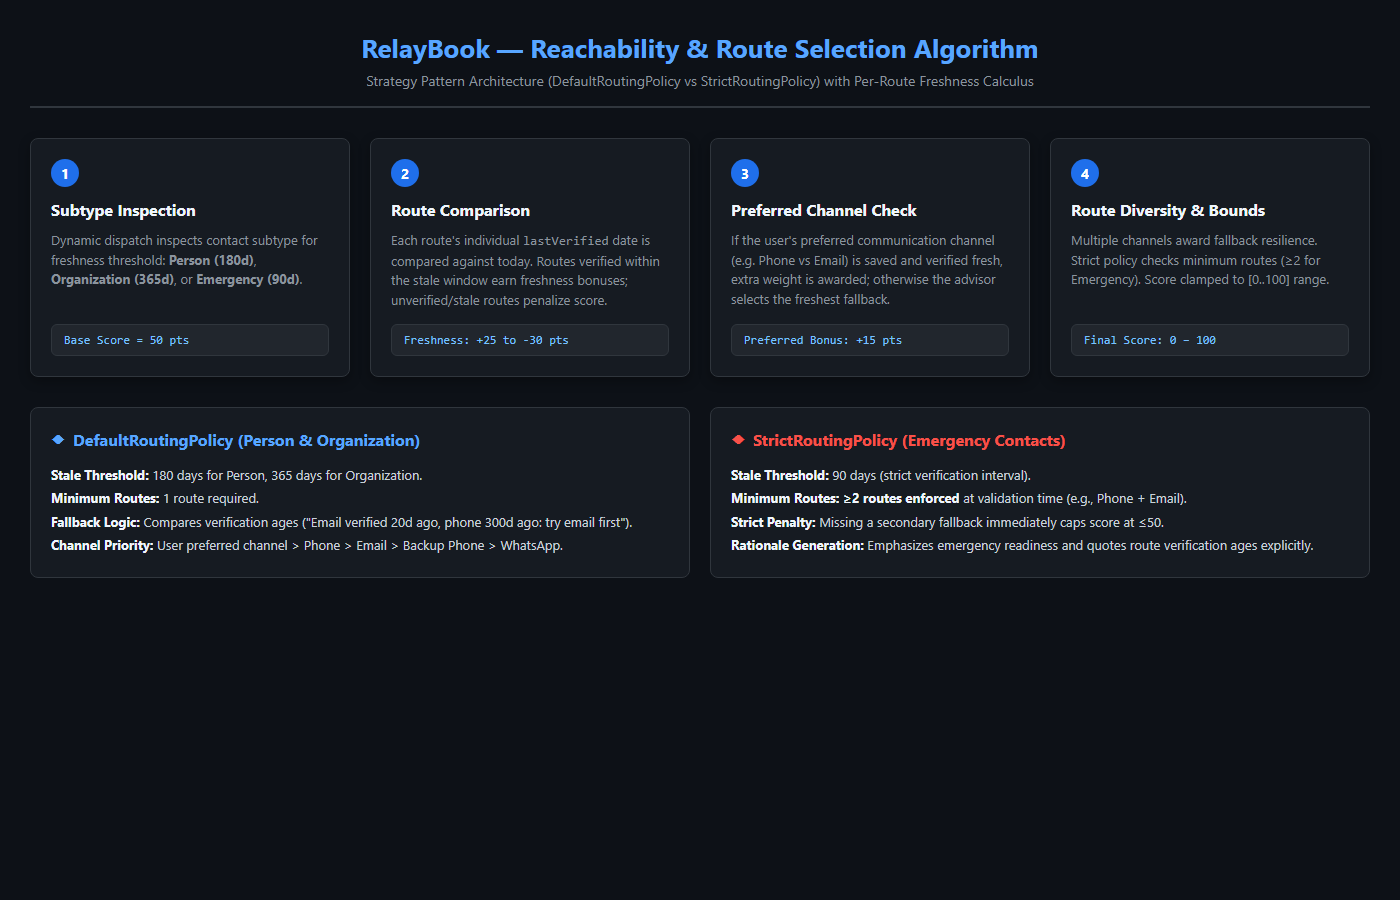 RelayBook — Reachability & Route Selection Algorithm
Strategy Pattern Architecture (DefaultRoutingPolicy vs StrictRoutingPolicy) with Per-Route Freshness Calculus
1
Subtype Inspection
Dynamic dispatch inspects contact subtype for
freshness threshold: Person (180d),
Organization (365d), or Emergency (90d).
Base Score = 50 pts
2
Route Comparison
Each route's individual lastVerified date is
compared against today. Routes verified within
the stale window earn freshness bonuses;
unverified/stale routes penalize score.
Freshness: +25 to -30 pts
3
Preferred Channel Check
If the user's preferred communication channel
(e.g. Phone vs Email) is saved and verified fresh,
extra weight is awarded; otherwise the advisor
selects the freshest fallback.
Preferred Bonus: +15 pts
4
Route Diversity & Bounds
Multiple channels award fallback resilience.
Strict policy checks minimum routes (≥2 for
Emergency). Score clamped to [0..100] range.
Final Score: 0 – 100
◆ DefaultRoutingPolicy (Person & Organization)
Stale Threshold: 180 days for Person, 365 days for Organization.
Minimum Routes: 1 route required.
Fallback Logic: Compares verification ages ("Email verified 20d ago, phone 300d ago: try email first").
Channel Priority: User preferred channel > Phone > Email > Backup Phone > WhatsApp.
◆ StrictRoutingPolicy (Emergency Contacts)
Stale Threshold: 90 days (strict verification interval).
Minimum Routes: ≥2 routes enforced at validation time (e.g., Phone + Email).
Strict Penalty: Missing a secondary fallback immediately caps score at ≤50.
Rationale Generation: Emphasizes emergency readiness and quotes route verification ages explicitly.